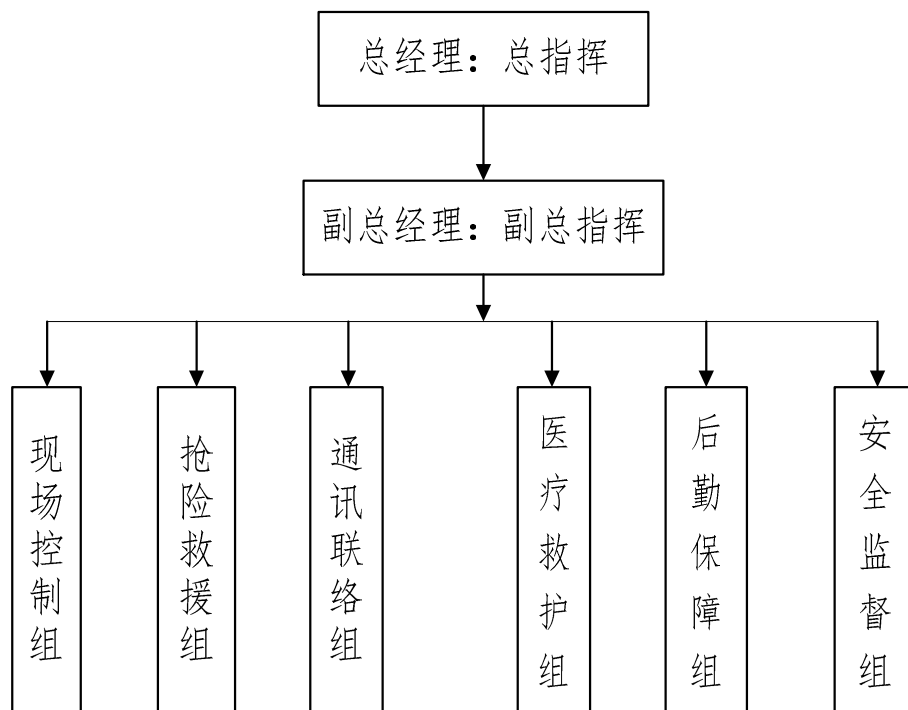 总经理：总指挥
副总经理：副总指挥
现场控制组
抢险救援组
通讯联络组
医疗救护组
后勤保障组
安全监督组